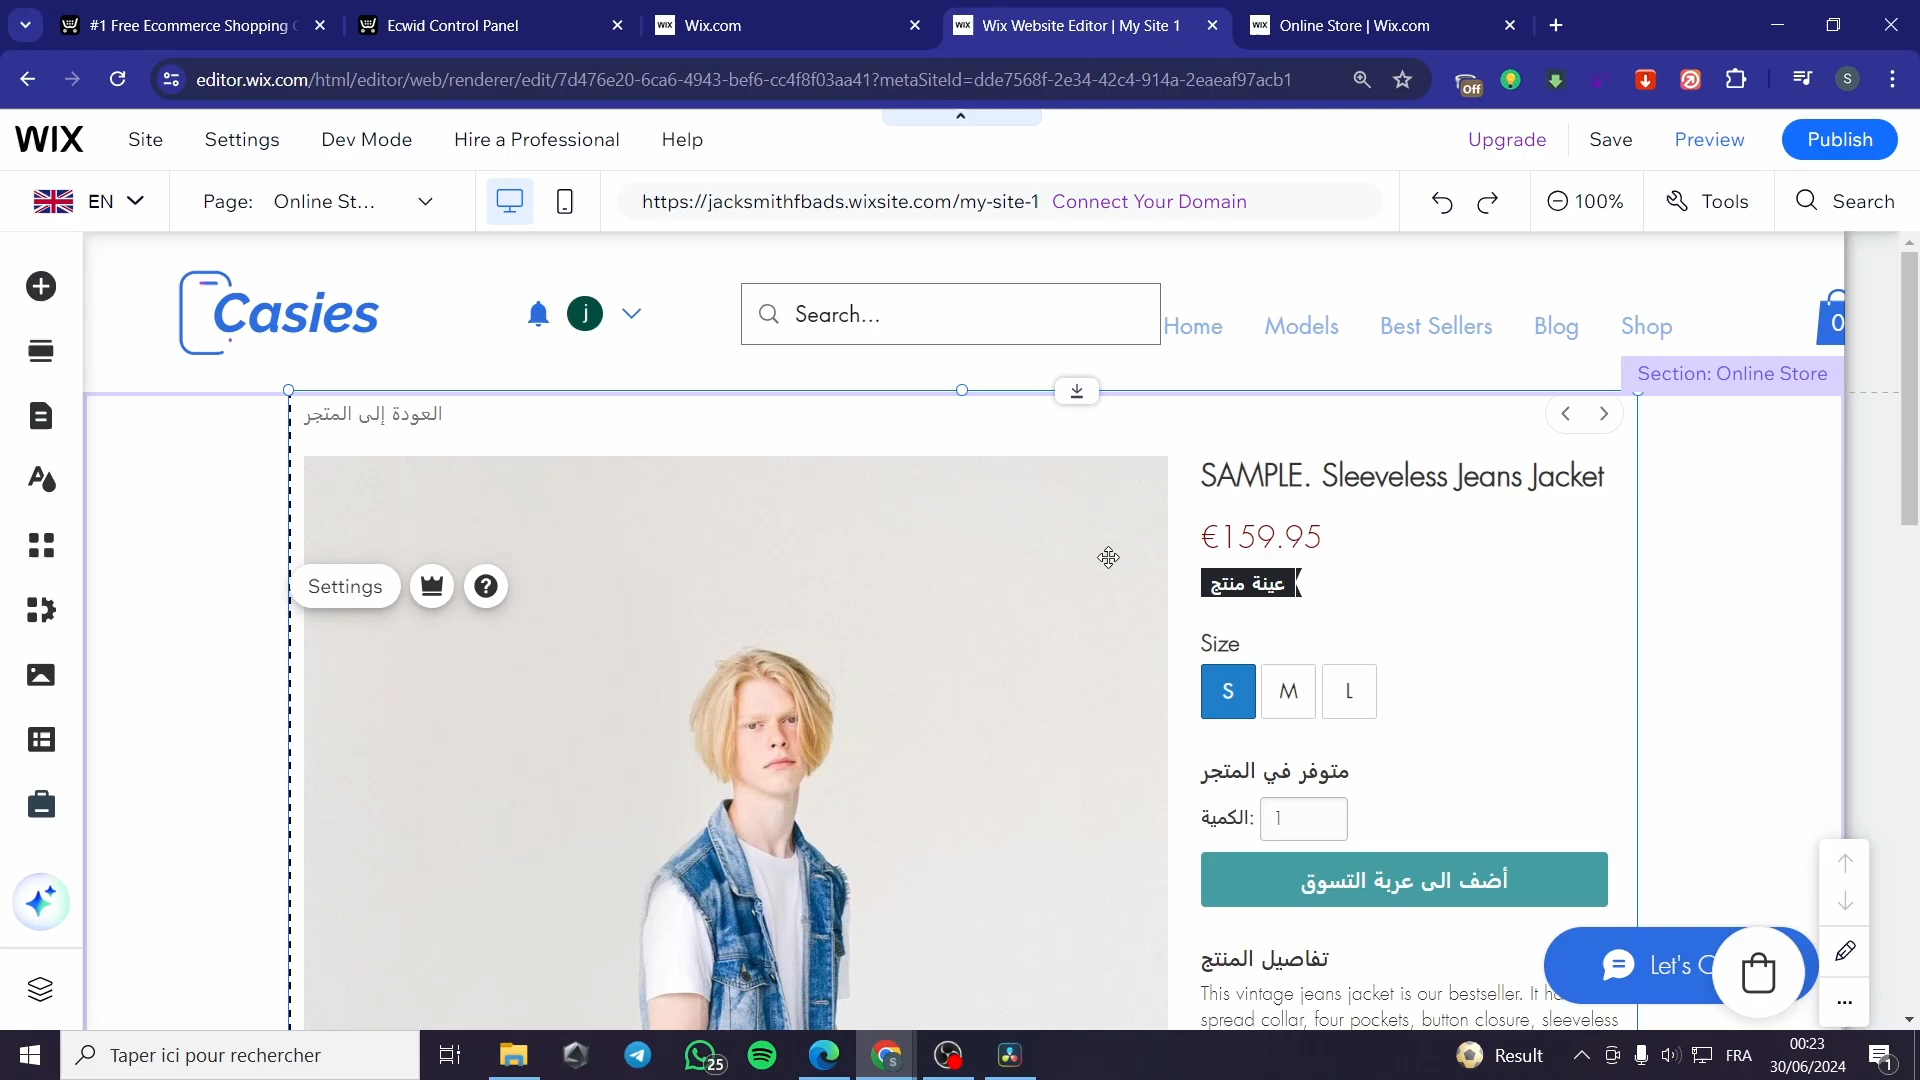 #1 Free Ecommerce Shopping
Ecwid Control Panel
Wix.com
Wix Website Editor | My Site 1
Online Store | Wix.com
editor.wix.com/html/editor/web/renderer/edit/7d476e20-6ca6-4943-bef6-cc4f8f03aa41?metaSiteId=dde7568f-2e34-42c4-914a-2eaeaf97acb1
Off
S
WIX
Site
Settings
Dev Mode
Hire a Professional
Help
Upgrade
Save
Preview
Publish
EN
Page: Online St...
https://jacksmithfbads.wixsite.com/my-site-1 Connect Your Domain
100%
Tools
Search
Casies
j
Search...
Home
Models
Best Sellers
Blog
Shop
0
Section: Online Store
العودة إلى المتجر
SAMPLE. Sleeveless Jeans Jacket
€159.95
عينة منتج
Settings
Size
S
M
L
متوفر في المتجر
الكمية:
1
أضف الى عربة التسوق
تفاصيل المنتج
This vintage jeans jacket is our bestseller. It
spread collar, four pockets, button closure, sleeveless
Let's
Taper ici pour rechercher
25
Result
FRA
00:23
30/06/2024
1